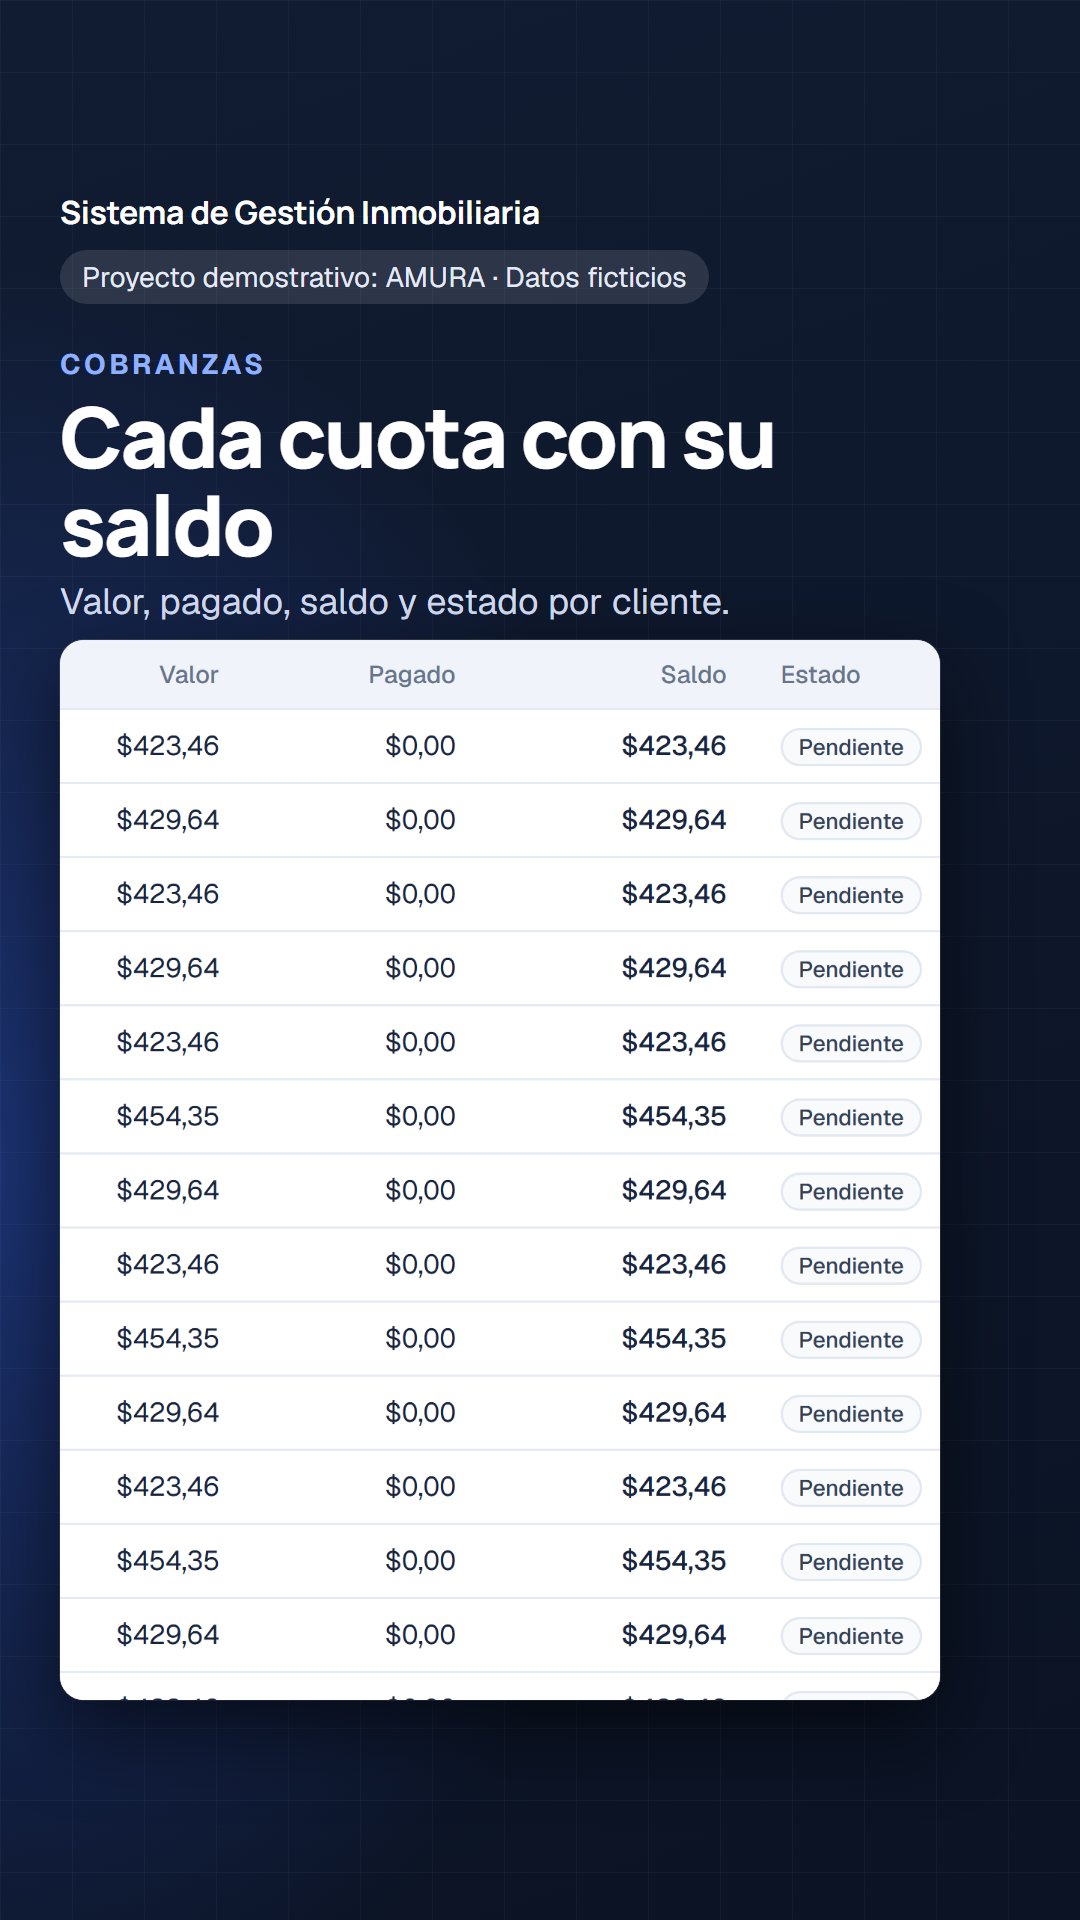 Sistema de Gestión Inmobiliaria
Proyecto demostrativo: AMURA · Datos ficticios
COBRANZAS
Cada cuota con su
saldo
Valor, pagado, saldo y estado por cliente.
Valor Pagado Saldo Estado
$423,46 $0,00 $423,46 Pendiente
$429,64 $0,00 $429,64 Pendiente
$423,46 $0,00 $423,46 Pendiente
$429,64 $0,00 $429,64 Pendiente
$423,46 $0,00 $423,46 Pendiente
$454,35 $0,00 $454,35 Pendiente
$429,64 $0,00 $429,64 Pendiente
$423,46 $0,00 $423,46 Pendiente
$454,35 $0,00 $454,35 Pendiente
$429,64 $0,00 $429,64 Pendiente
$423,46 $0,00 $423,46 Pendiente
$454,35 $0,00 $454,35 Pendiente
$429,64 $0,00 $429,64 Pendiente